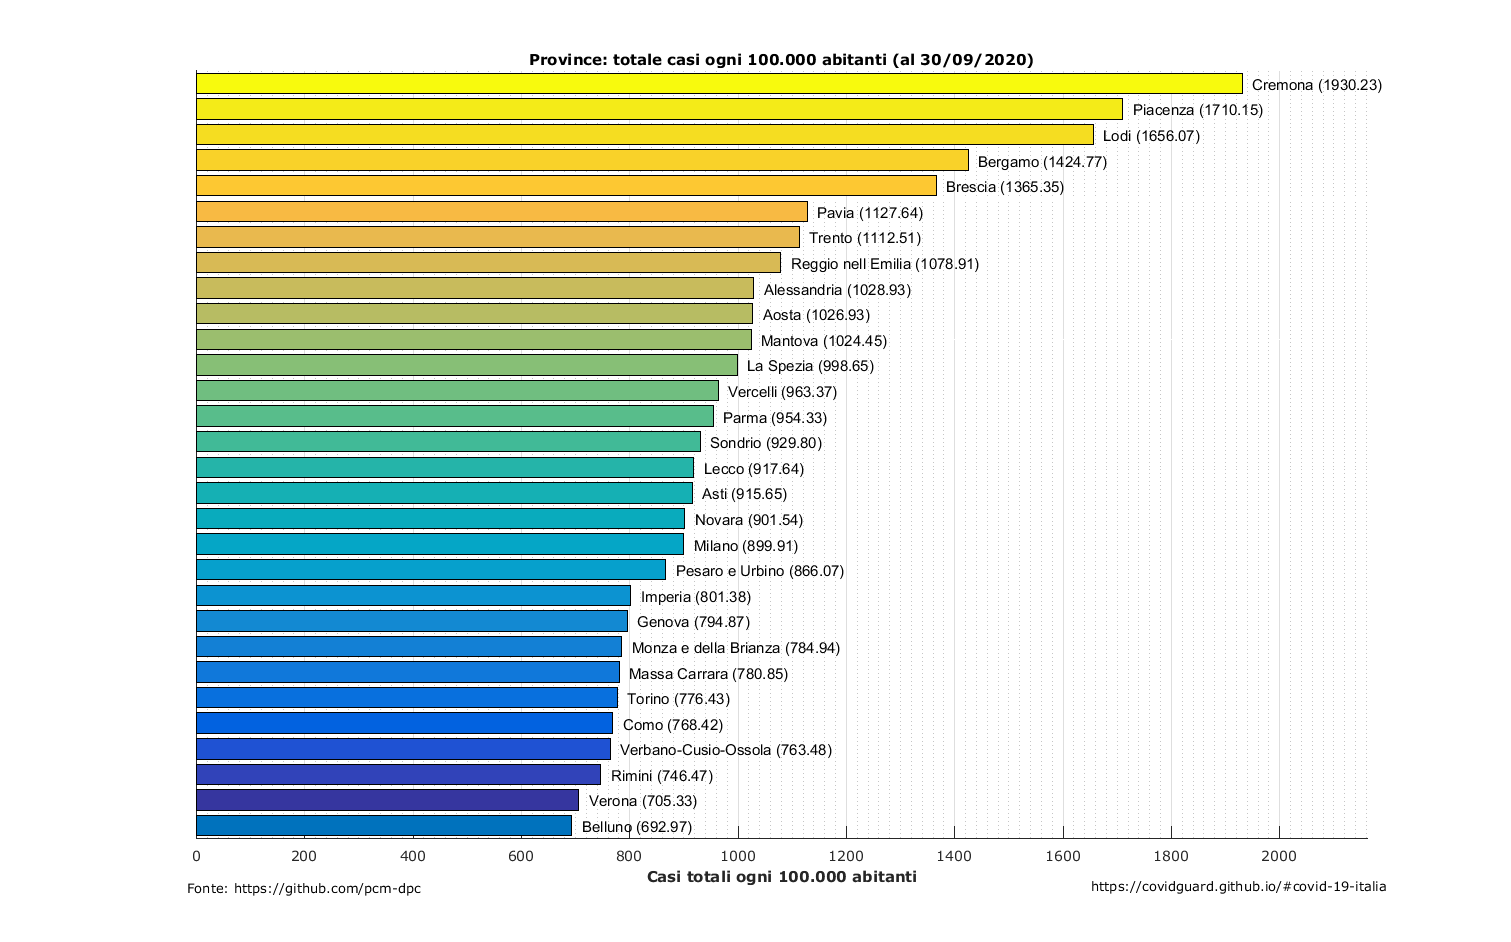 Province: totale casi ogni 100.000 abitanti (al 30/09/2020)
Cremona (1930.23)
Piacenza (1710.15)
Lodi (1656.07)
Bergamo (1424.77)
Brescia (1365.35)
Pavia (1127.64)
Trento (1112.51)
Reggio nell Emilia (1078.91)
Alessandria (1028.93)
Aosta (1026.93)
Mantova (1024.45)
La Spezia (998.65)
Vercelli (963.37)
Parma (954.33)
Sondrio (929.80)
Lecco (917.64)
Asti (915.65)
Novara (901.54)
Milano (899.91)
Pesaro e Urbino (866.07)
Imperia (801.38)
Genova (794.87)
Monza e della Brianza (784.94)
Massa Carrara (780.85)
Torino (776.43)
Como (768.42)
Verbano-Cusio-Ossola (763.48)
Rimini (746.47)
Verona (705.33)
Belluno (692.97)
0 200 400 600 800 1000 1200 1400 1600 1800 2000
Casi totali ogni 100.000 abitanti
Fonte: https://github.com/pcm-dpc
https://covidguard.github.io/#covid-19-italia